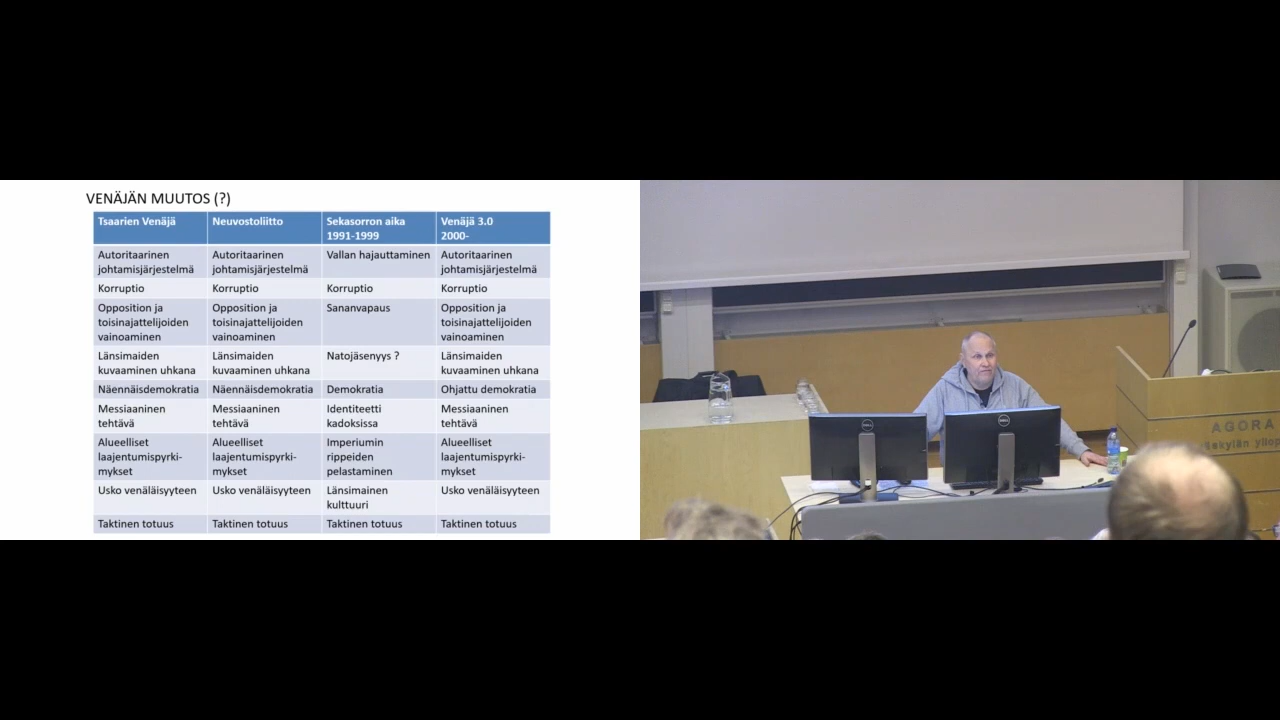 VENÄJÄN MUUTOS (?)
Tsaarien Venäjä
Neuvostoliitto
Sekasorron aika
1991-1999
Venäjä 3.0
2000-
Autoritaarinen
johtamisjärjestelmä
Autoritaarinen
johtamisjärjestelmä
Vallan hajauttaminen
Autoritaarinen
johtamisjärjestelmä
Korruptio
Korruptio
Korruptio
Korruptio
Opposition ja
toisinajattelijoiden
vainoaminen
Opposition ja
toisinajattelijoiden
vainoaminen
Sananvapaus
Opposition ja
toisinajattelijoiden
vainoaminen
Länsimaiden
kuvaaminen uhkana
Länsimaiden
kuvaaminen uhkana
Natojäsenyys ?
Länsimaiden
kuvaaminen uhkana
Näennäisdemokratia
Näennäisdemokratia
Demokratia
Ohjattu demokratia
Messiaaninen
tehtävä
Messiaaninen
tehtävä
Identiteetti
kadoksissa
Messiaaninen
tehtävä
Alueelliset
laajentumispyrki-
mykset
Alueelliset
laajentumispyrki-
mykset
Imperiumin
rippeiden
pelastaminen
Alueelliset
laajentumispyrki-
mykset
Usko venäläisyyteen
Usko venäläisyyteen
Länsimainen
kulttuuri
Usko venäläisyyteen
Taktinen totuus
Taktinen totuus
Taktinen totuus
Taktinen totuus
DELL
DELL
AGORA